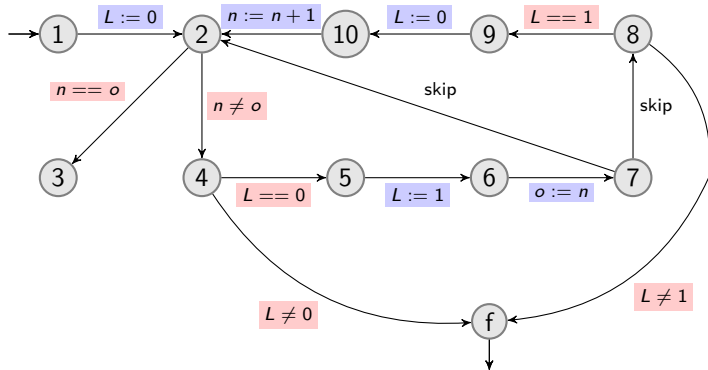 1
L := 0
2
n := n + 1
10
L := 0
9
L == 1
8
n == o
n ≠ o
skip
skip
3
4
L == 0
5
L := 1
6
o := n
7
L ≠ 0
f
L ≠ 1